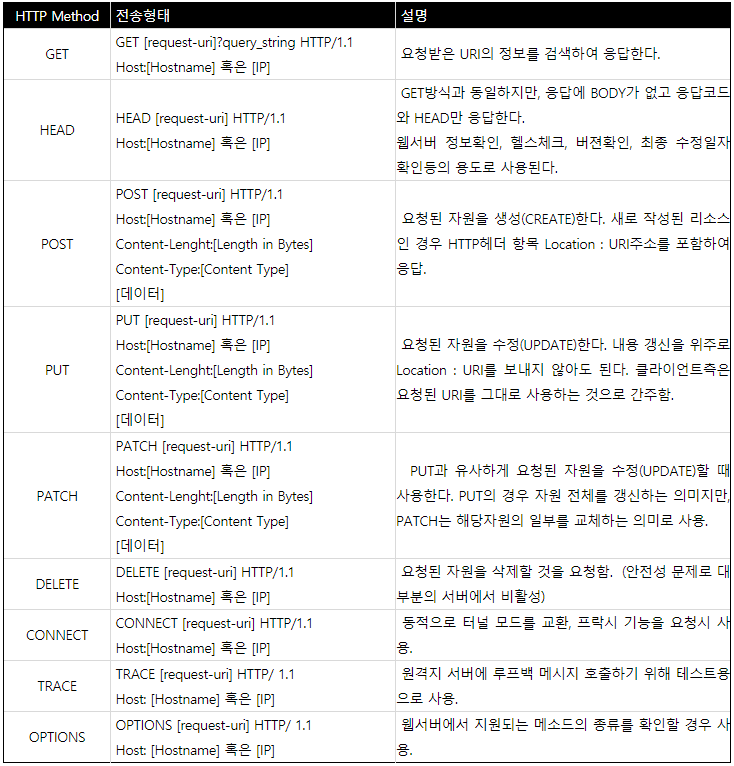 HTTP Method 전송형태 설명
GET
GET [request-uri]?query_string HTTP/1.1
Host:[Hostname] 혹은 [IP]
요청받은 URI의 정보를 검색하여 응답한다.
HEAD
HEAD [request-uri] HTTP/1.1
Host:[Hostname] 혹은 [IP]
GET방식과 동일하지만, 응답에 BODY가 없고 응답코드
와 HEAD만 응답한다.
웹서버 정보확인, 헬스체크, 버젼확인, 최종 수정일자
확인등의 용도로 사용된다.
POST
POST [request-uri] HTTP/1.1
Host:[Hostname] 혹은 [IP]
Content-Lenght:[Length in Bytes]
Content-Type:[Content Type]
[데이터]
요청된 자원을 생성(CREATE)한다. 새로 작성된 리소스
인 경우 HTTP헤더 항목 Location : URI주소를 포함하여
응답.
PUT
PUT [request-uri] HTTP/1.1
Host:[Hostname] 혹은 [IP]
Content-Lenght:[Length in Bytes]
Content-Type:[Content Type]
[데이터]
요청된 자원을 수정(UPDATE)한다. 내용 갱신을 위주로
Location : URI를 보내지 않아도 된다. 클라이언트측은
요청된 URI를 그대로 사용하는 것으로 간주함.
PATCH
PATCH [request-uri] HTTP/1.1
Host:[Hostname] 혹은 [IP]
Content-Lenght:[Length in Bytes]
Content-Type:[Content Type]
[데이터]
PUT과 유사하게 요청된 자원을 수정(UPDATE)할 때
사용한다. PUT의 경우 자원 전체를 갱신하는 의미지만,
PATCH는 해당자원의 일부를 교체하는 의미로 사용.
DELETE
DELETE [request-uri] HTTP/1.1
Host:[Hostname] 혹은 [IP]
요청된 자원을 삭제할 것을 요청함. (안전성 문제로 대
부분의 서버에서 비활성)
CONNECT
CONNECT [request-uri] HTTP/1.1
Host:[Hostname] 혹은 [IP]
동적으로 터널 모드를 교환, 프락시 기능을 요청시 사
용.
TRACE
TRACE [request-uri] HTTP/ 1.1
Host: [Hostname] 혹은 [IP]
원격지 서버에 루프백 메시지 호출하기 위해 테스트용
으로 사용.
OPTIONS
OPTIONS [request-uri] HTTP/ 1.1
Host: [Hostname] 혹은 [IP]
웹서버에서 지원되는 메소드의 종류를 확인할 경우 사
용.